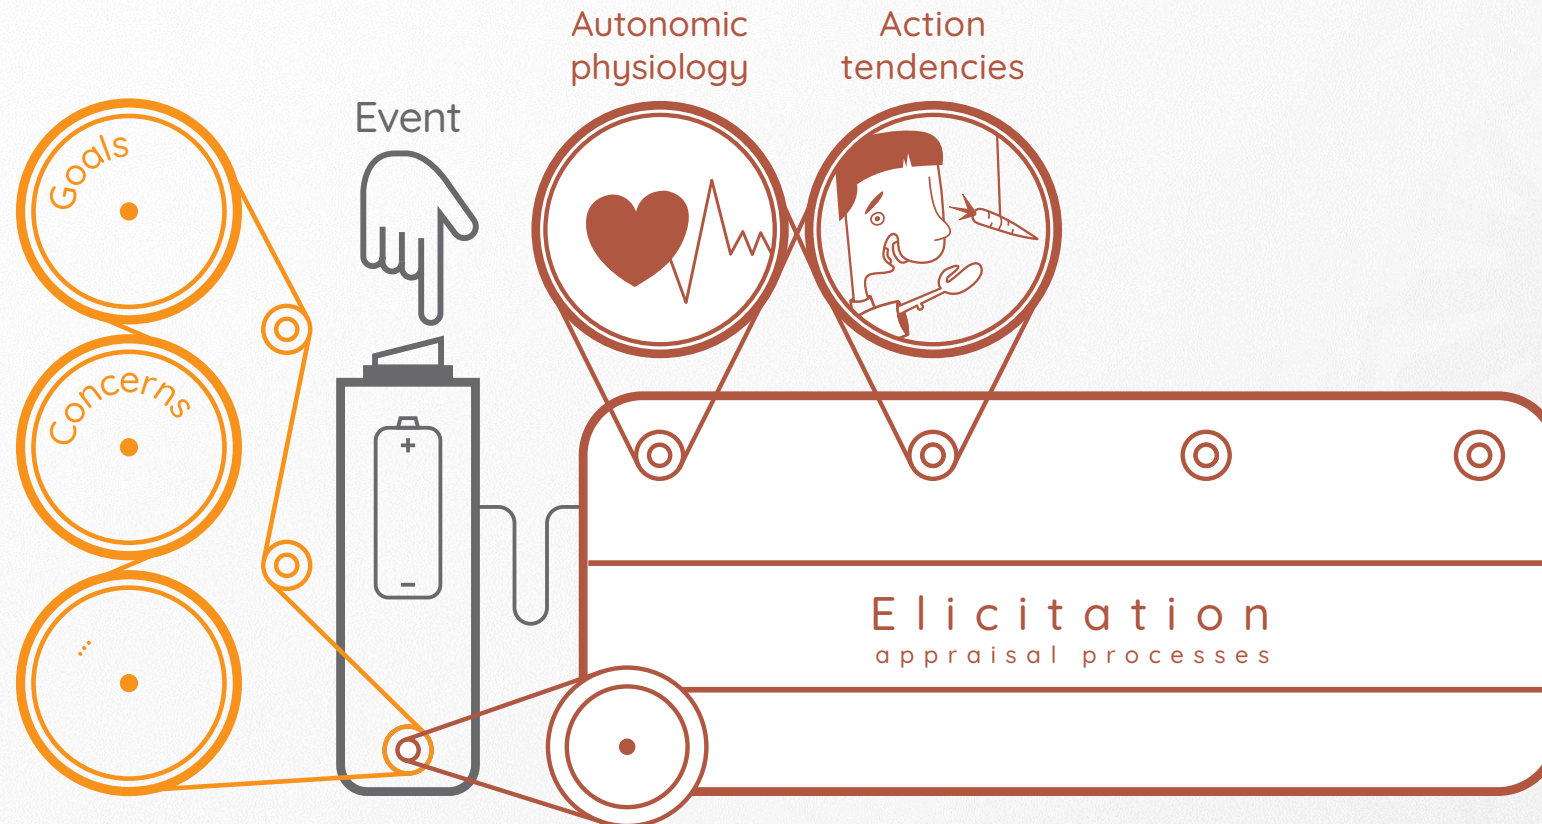 Autonomic
physiology
Action
tendencies
Event
Goals
Concerns
...
+
-
Elicitation
appraisal processes